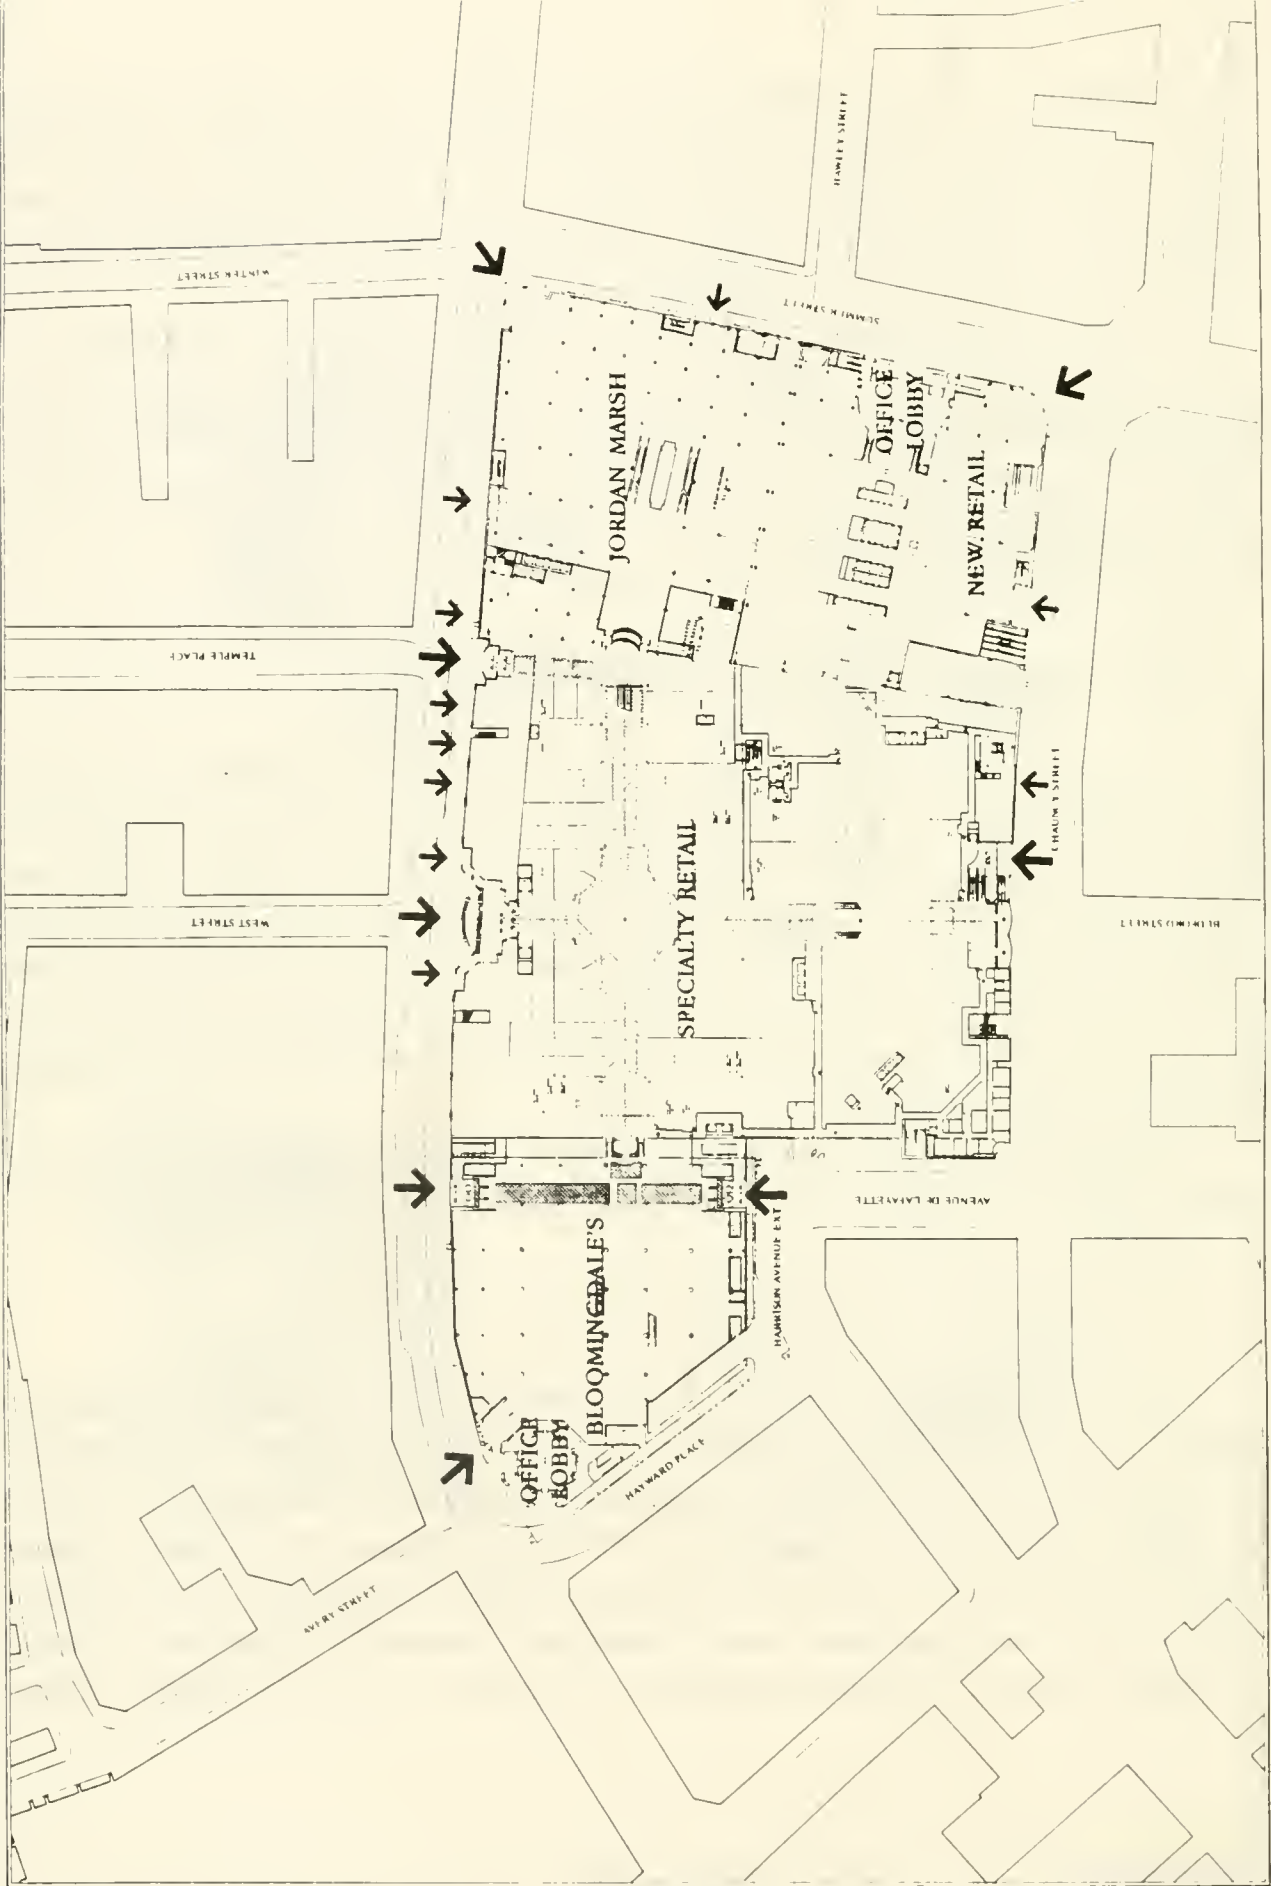 WINTER STREET
HAWLEY STREET
SUMMER STREET
JORDAN MARSH
OFFICE
LOBBY
NEW RETAIL
TEMPLE PLACE
CHAUNCY STREET
SPECIALTY RETAIL
WEST STREET
BEDFORD STREET
AVENUE DE LAFAYETTE
HARRISON AVENUE EXT
BLOOMINGDALE'S
OFFICE
LOBBY
HAYWARD PLACE
AVERY STREET